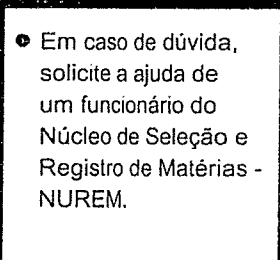 • Em caso de dúvida,
solicite a ajuda de
um funcionário do
Núcleo de Seleção e
Registro de Matérias -
NUREM.